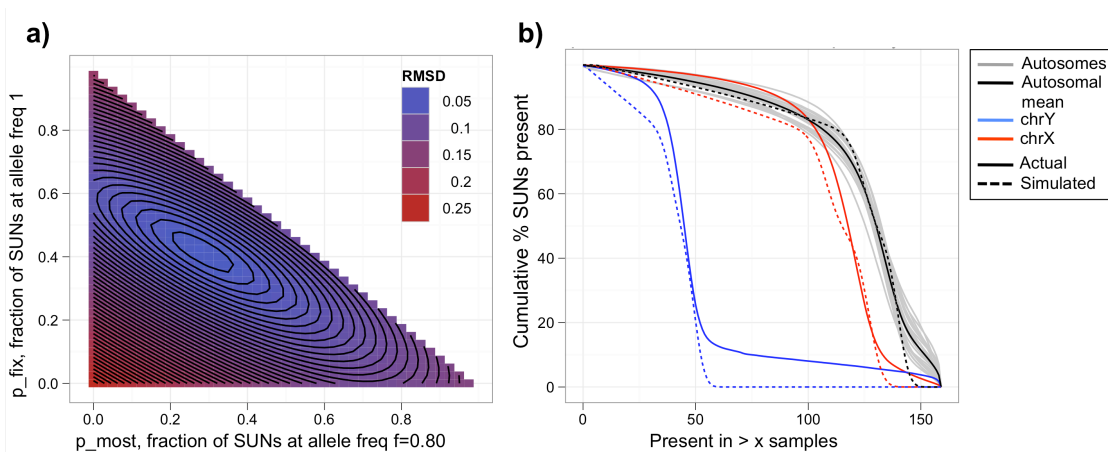 a)
RMSD
0.05
0.1
0.15
0.2
0.25
0.8
0.6
0.4
0.2
0.0
0.0
0.2
0.4
0.6
0.8
p_fix, fraction of SUNs at allele freq 1
p_most, fraction of SUNs at allele freq f=0.80
b)
80
60
40
20
0
0
50
100
150
Cumulative % SUNs present
Present in > x samples
Autosomes
Autosomal
mean
chrY
chrX
Actual
Simulated